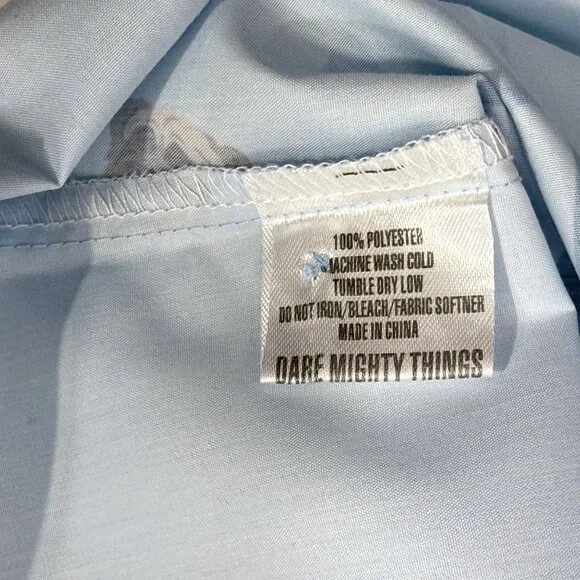 100% POLYESTER
MACHINE WASH COLD
TUMBLE DRY LOW
DO NOT IRON/BLEACH/FABRIC SOFTNER
MADE IN CHINA
DARE MIGHTY THINGS